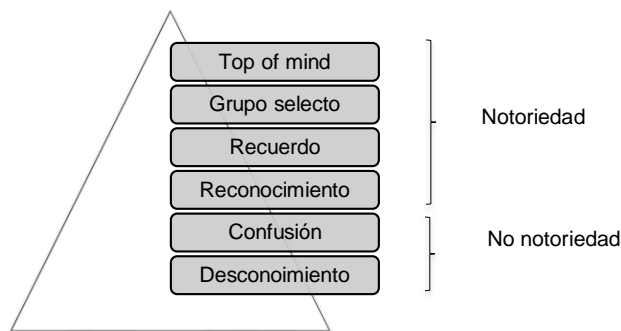 Top of mind
Grupo selecto
Recuerdo
Reconocimiento
Notoriedad
Confusión
Desconoimiento
No notoriedad